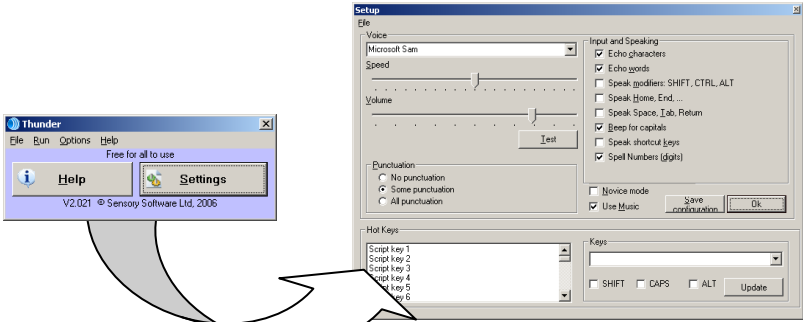 Thunder
File Run Options Help
Free for all to use
Help
Settings
V2.021 © Sensory Software Ltd, 2006
Setup
File
Voice
Microsoft Sam
Speed
Volume
Test
Punctuation
No punctuation
Some punctuation
All punctuation
Input and Speaking
Echo characters
Echo words
Speak modifiers: SHIFT, CTRL, ALT
Speak Home, End, ...
Speak Space, Tab, Return
Beep for capitals
Speak shortcut keys
Spell Numbers (digits)
Novice mode
Use Music
Save
configuration
Ok
Hot Keys
Script key 1
Script key 2
Script key 3
Script key 4
key 5
key 6
Keys
SHIFT CAPS ALT
Update